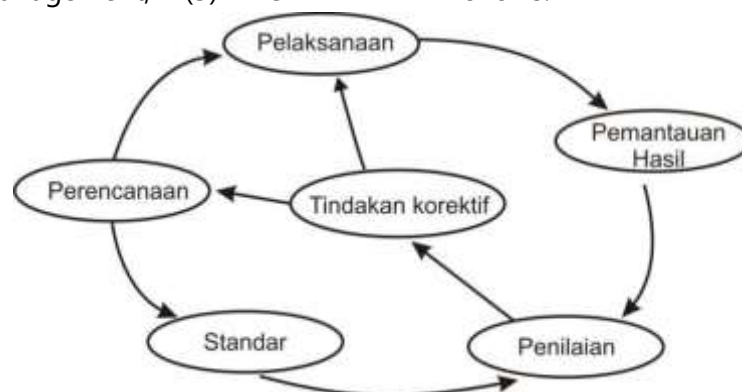 Pelaksanaan
Pemantauan
Hasil
Perencanaan
Tindakan korektif
Standar
Penilaian